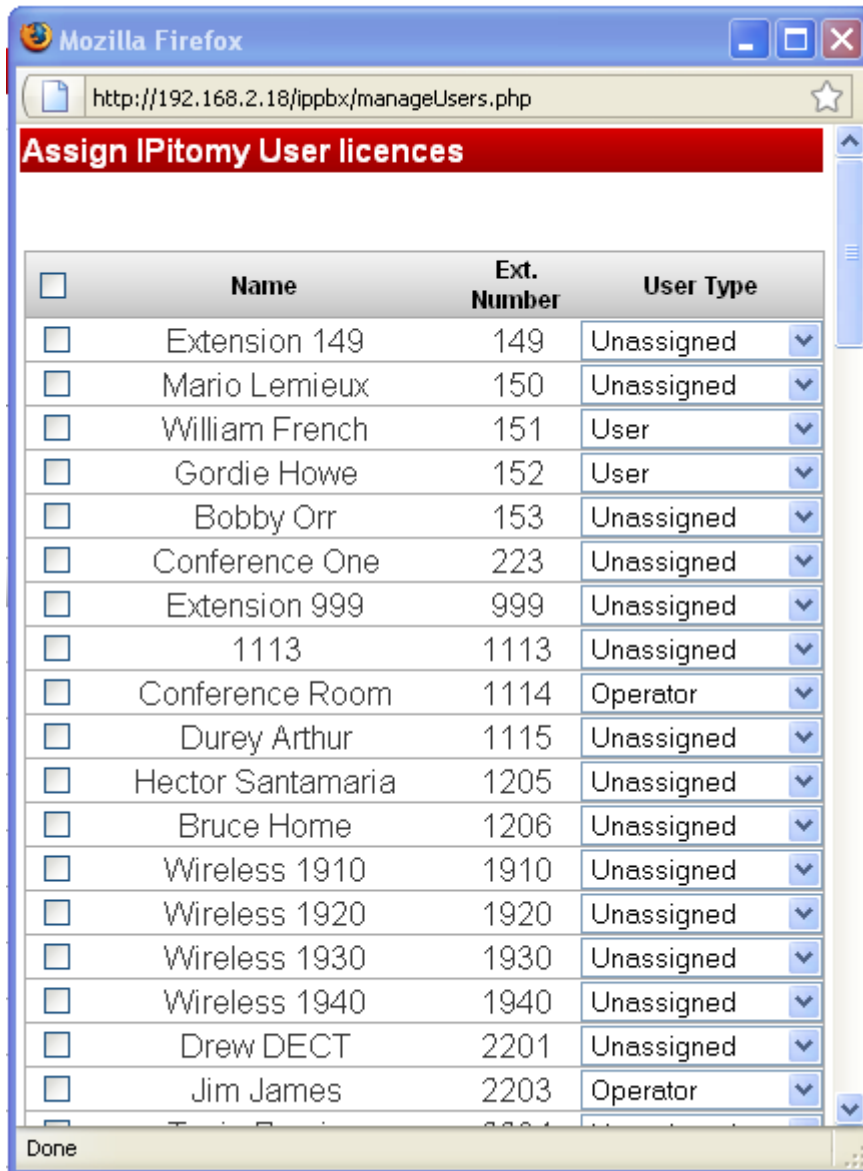 Mozilla Firefox
http://192.168.2.18/ippbx/manageUsers.php
Assign IPitomy User licences
Name Ext. Number User Type
Extension 149 149 Unassigned
Mario Lemieux 150 Unassigned
William French 151 User
Gordie Howe 152 User
Bobby Orr 153 Unassigned
Conference One 223 Unassigned
Extension 999 999 Unassigned
1113 1113 Unassigned
Conference Room 1114 Operator
Durey Arthur 1115 Unassigned
Hector Santamaria 1205 Unassigned
Bruce Home 1206 Unassigned
Wireless 1910 1910 Unassigned
Wireless 1920 1920 Unassigned
Wireless 1930 1930 Unassigned
Wireless 1940 1940 Unassigned
Drew DECT 2201 Unassigned
Jim James 2203 Operator
Done